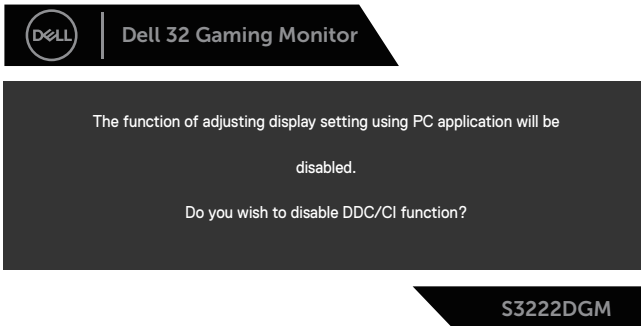 DELL
Dell 32 Gaming Monitor
The function of adjusting display setting using PC application will be
disabled.
Do you wish to disable DDC/CI function?
S3222DGM